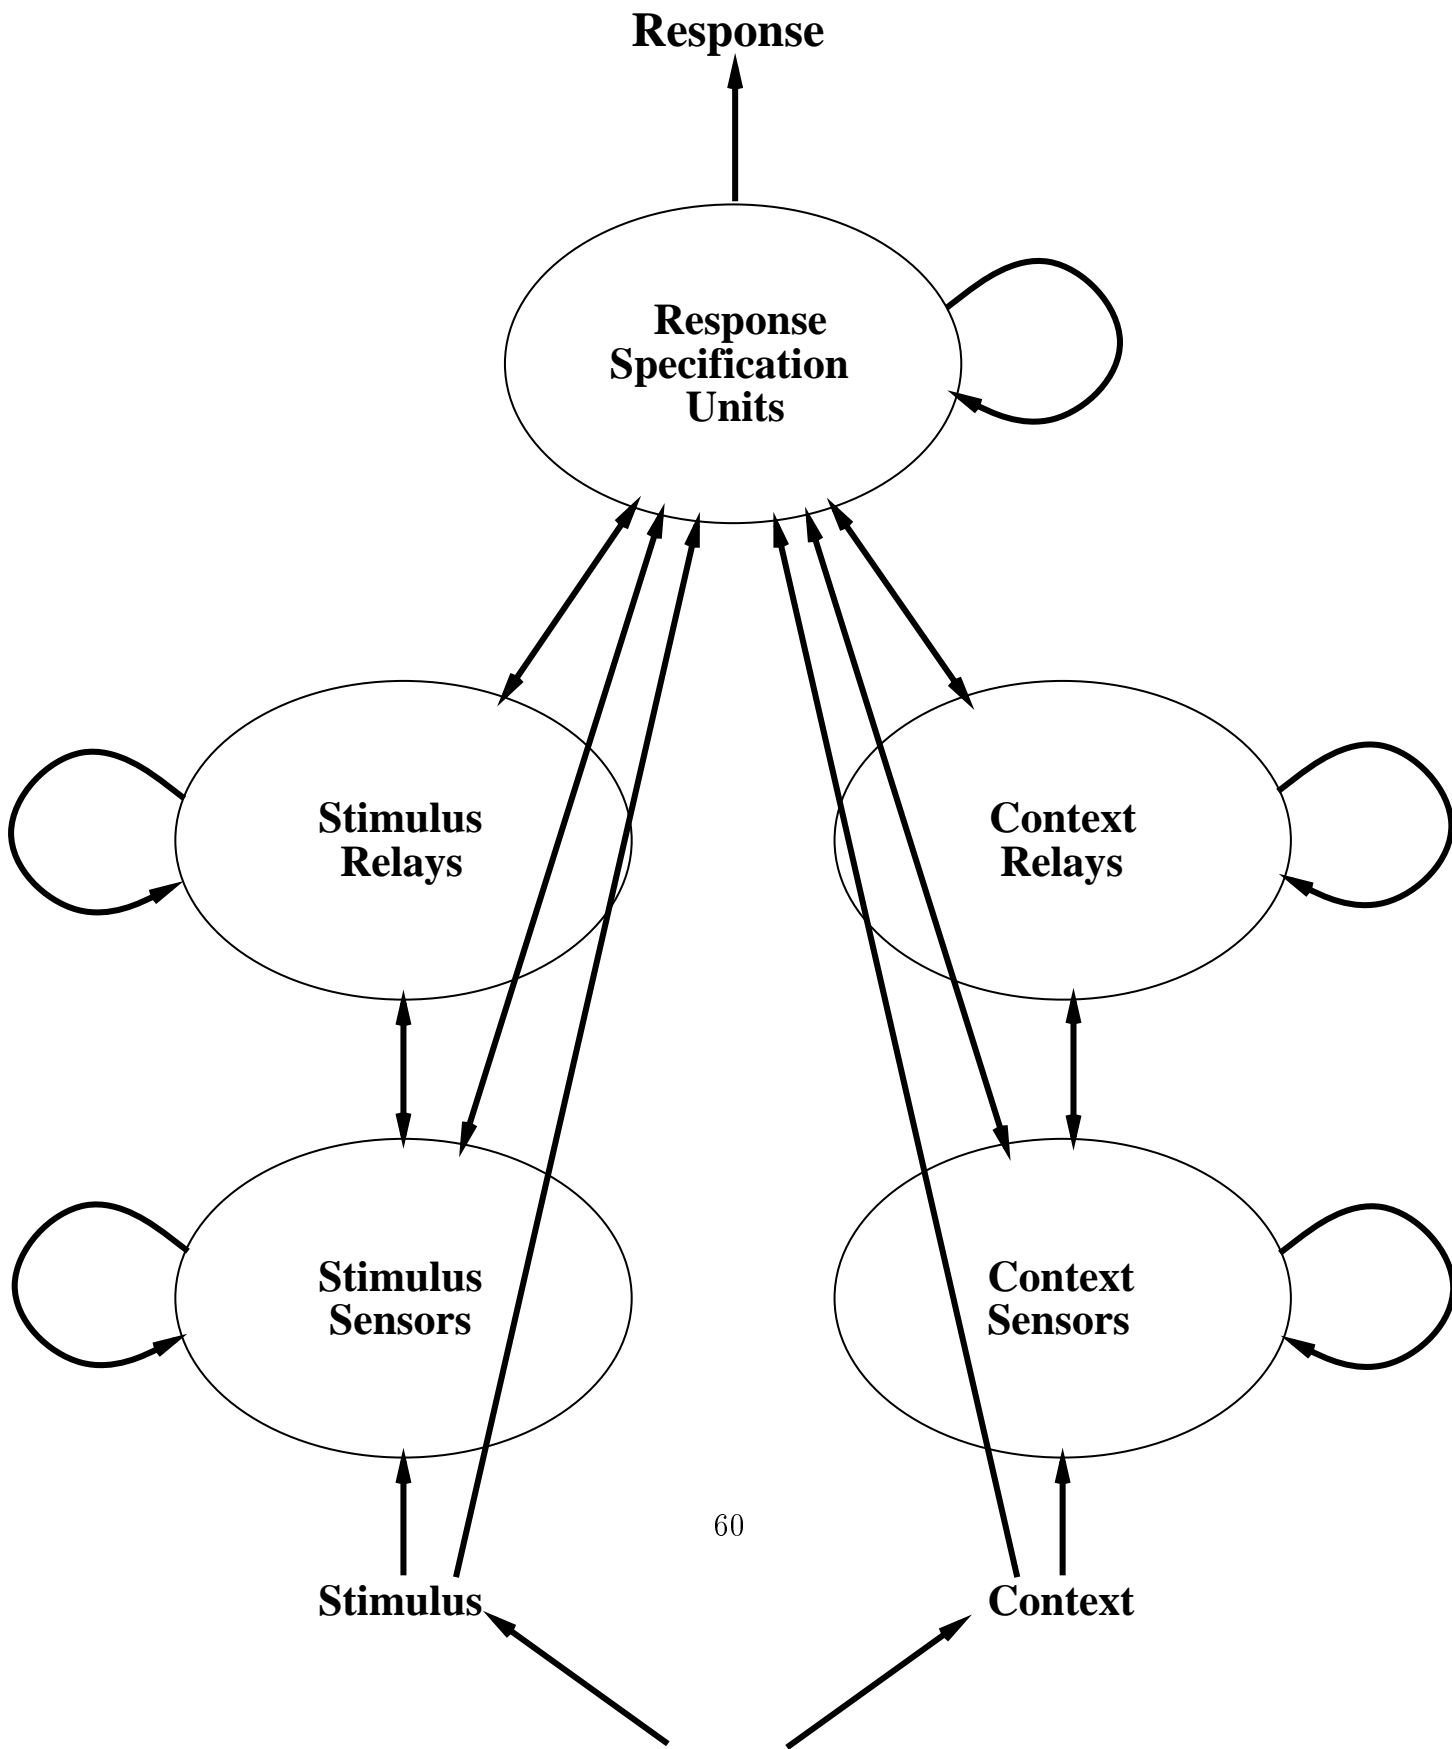 Response
Response
Specification
Units
Stimulus
Relays
Context
Relays
Stimulus
Sensors
Context
Sensors
60
Stimulus
Context